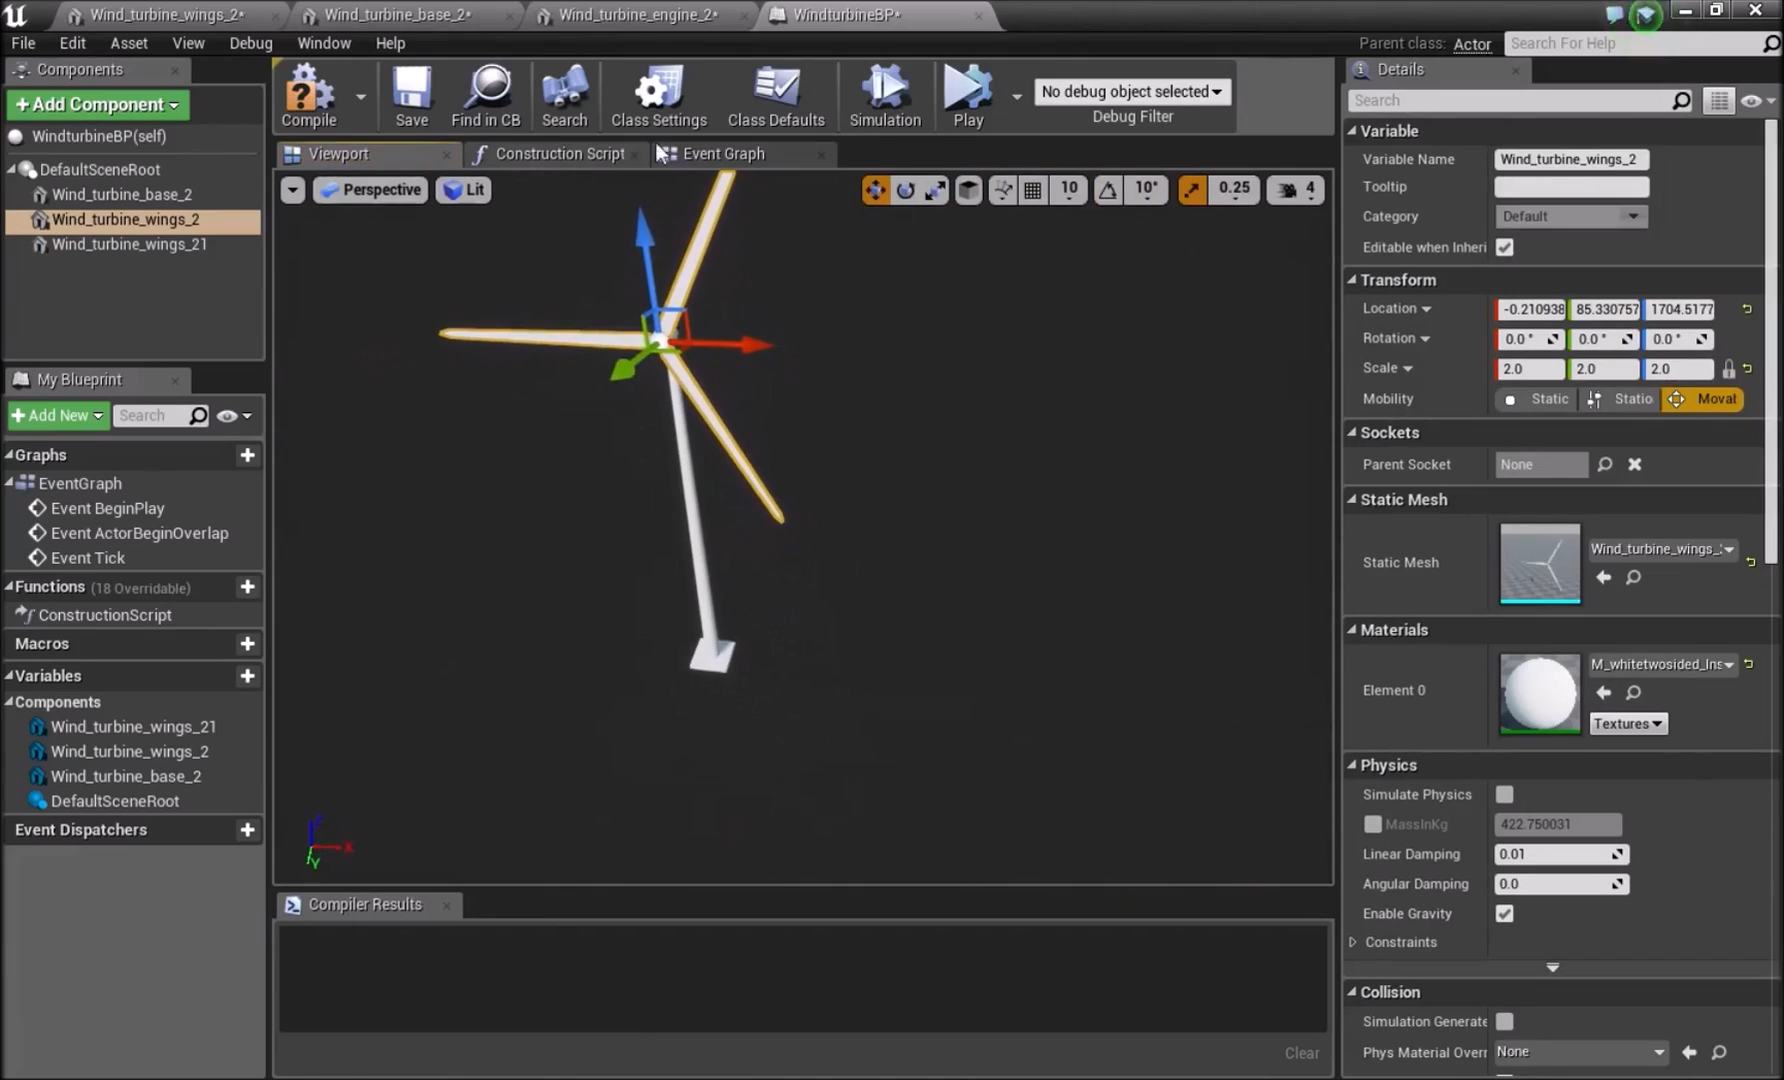 Wind_turbine_wings_2*
Wind_turbine_base_2*
Wind_turbine_engine_2*
WindturbineBP*
File Edit Asset View Debug Window Help
Parent class: Actor
Search For Help
Components
+Add Component
WindturbineBP(self)
DefaultSceneRoot
Wind_turbine_base_2
Wind_turbine_wings_2
Wind_turbine_wings_21
My Blueprint
+Add New
Search
Graphs
EventGraph
Event BeginPlay
Event ActorBeginOverlap
Event Tick
Functions (18 Overridable)
ConstructionScript
Macros
Variables
Components
Wind_turbine_wings_21
Wind_turbine_wings_2
Wind_turbine_base_2
DefaultSceneRoot
Event Dispatchers
Compile
Save
Find in CB
Search
Class Settings
Class Defaults
Simulation
Play
No debug object selected
Debug Filter
Viewport
Construction Script
Event Graph
Perspective
Lit
10
10°
0.25
4
Z
X
Y
Compiler Results
Clear
Details
Search
Variable
Variable Name Wind_turbine_wings_2
Tooltip
Category Default
Editable when Inheri
Transform
Location -0.210938 85.330757 1704.5177
Rotation 0.0 ° 0.0 ° 0.0 °
Scale 2.0 2.0 2.0
Mobility Static Statio Movat
Sockets
Parent Socket None
Static Mesh
Static Mesh Wind_turbine_wings_2
Materials
Element 0 M_whitetwosided_Ins
Textures
Physics
Simulate Physics
MassInKg 422.750031
Linear Damping 0.01
Angular Damping 0.0
Enable Gravity
Constraints
Collision
Simulation Generate
Phys Material Overr None